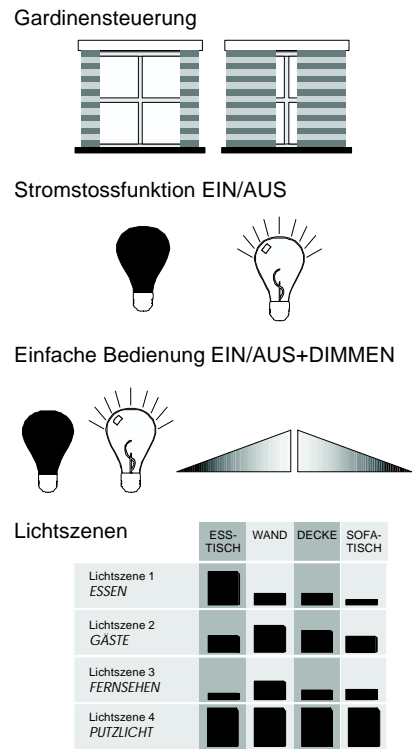 Gardinensteuerung
Stromstossfunktion EIN/AUS
Einfache Bedienung EIN/AUS+DIMMEN
Lichtszenen
ESS-
TISCH
WAND
DECKE
SOFA-
TISCH
Lichtszene 1
ESSEN
Lichtszene 2
GÄSTE
Lichtszene 3
FERNSEHEN
Lichtszene 4
PUTZLICHT